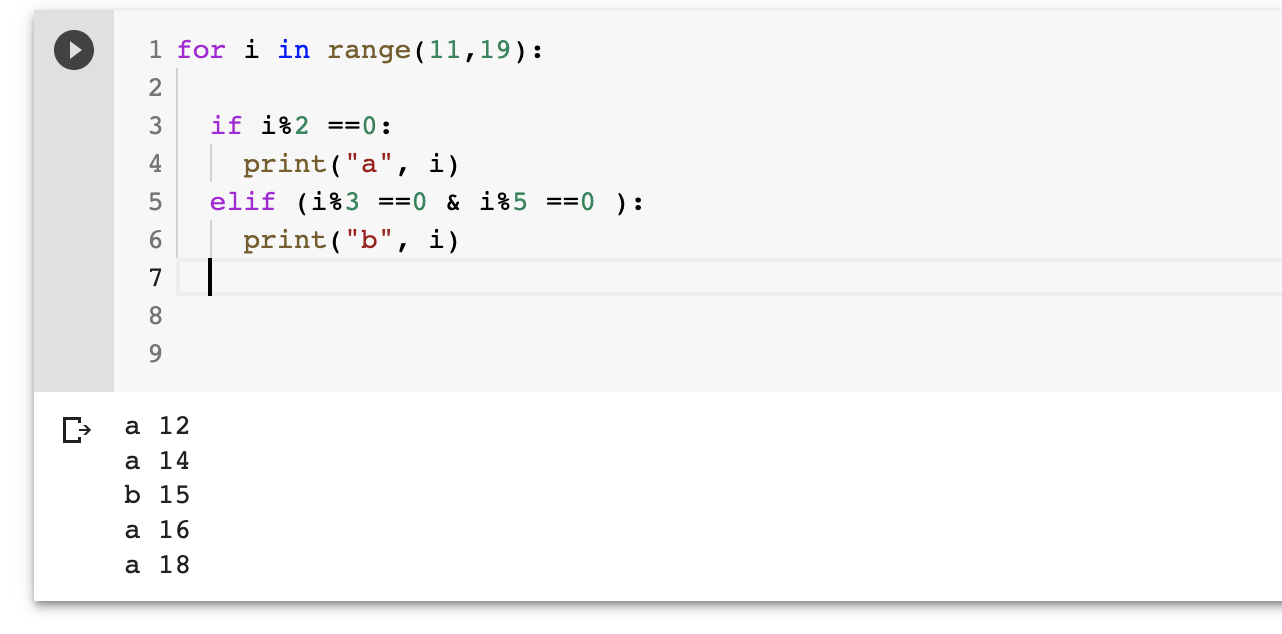 1 for i in range(11,19):
2
3   if i%2 ==0:
4     print("a", i)
5   elif (i%3 ==0 & i%5 ==0 ):
6     print("b", i)
7
8
9
a 12
a 14
b 15
a 16
a 18